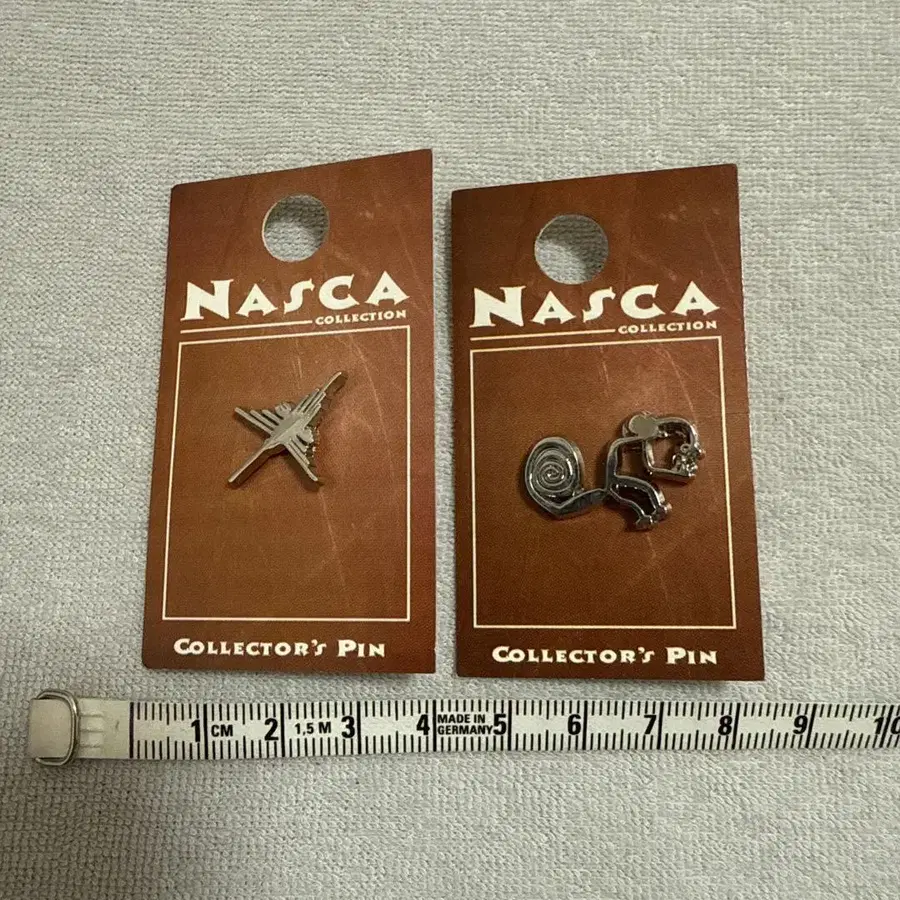 NASCA
COLLECTION
COLLECTOR'S PIN
NASCA
COLLECTION
COLLECTOR'S PIN
1 CM 2 1,5 M 3 4 MADE IN GERMANY 5 6 7 8 9 10